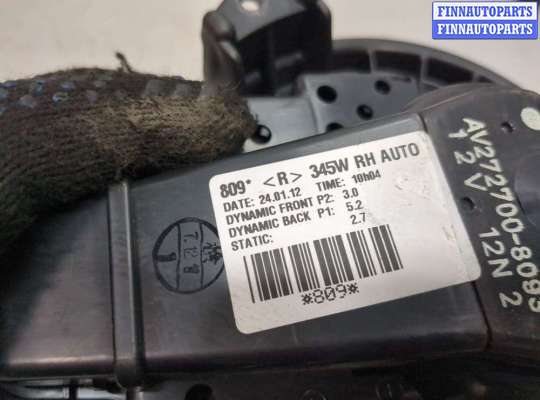 FINNAUTOPARTS
FINNAUTOPARTS
809* <R> 345W RH AUTO
DATE: 24.01.12 TIME: 10h04
DYNAMIC FRONT P2: 3.0
DYNAMIC BACK P1: 5.2
STATIC: 2.7
*809*
AV272700-8093
12V
12N 2